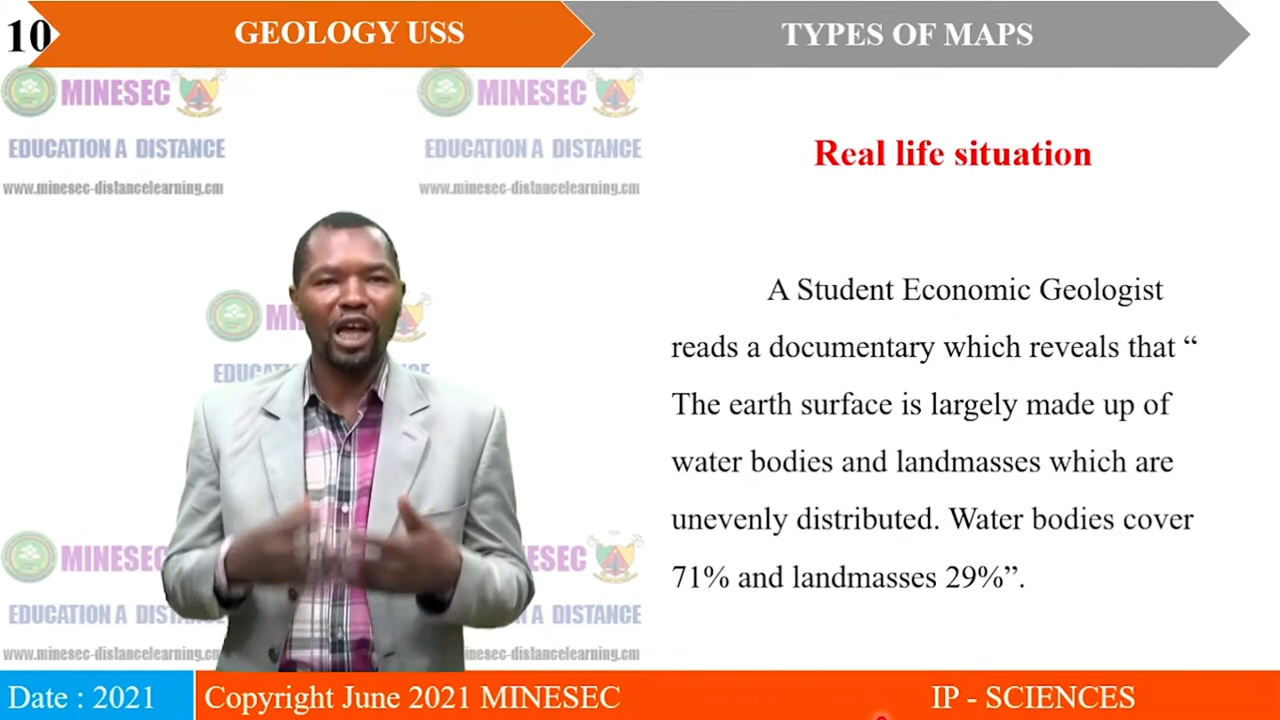 10
GEOLOGY USS
TYPES OF MAPS
MINESEC
MINESEC
EDUCATION A DISTANCE
EDUCATION A DISTANCE
www.minesec-distancelearning.cm
www.minesec-distancelearning.cm
Real life situation
A Student Economic Geologist
reads a documentary which reveals that “
The earth surface is largely made up of
water bodies and landmasses which are
unevenly distributed. Water bodies cover
71% and landmasses 29%”.
MINESEC
EDUCATION A
A DISTANCE
www.minesec-distancelearning.cm
minesec-distancelearning.cm
Date : 2021
Copyright June 2021 MINESEC
IP - SCIENCES